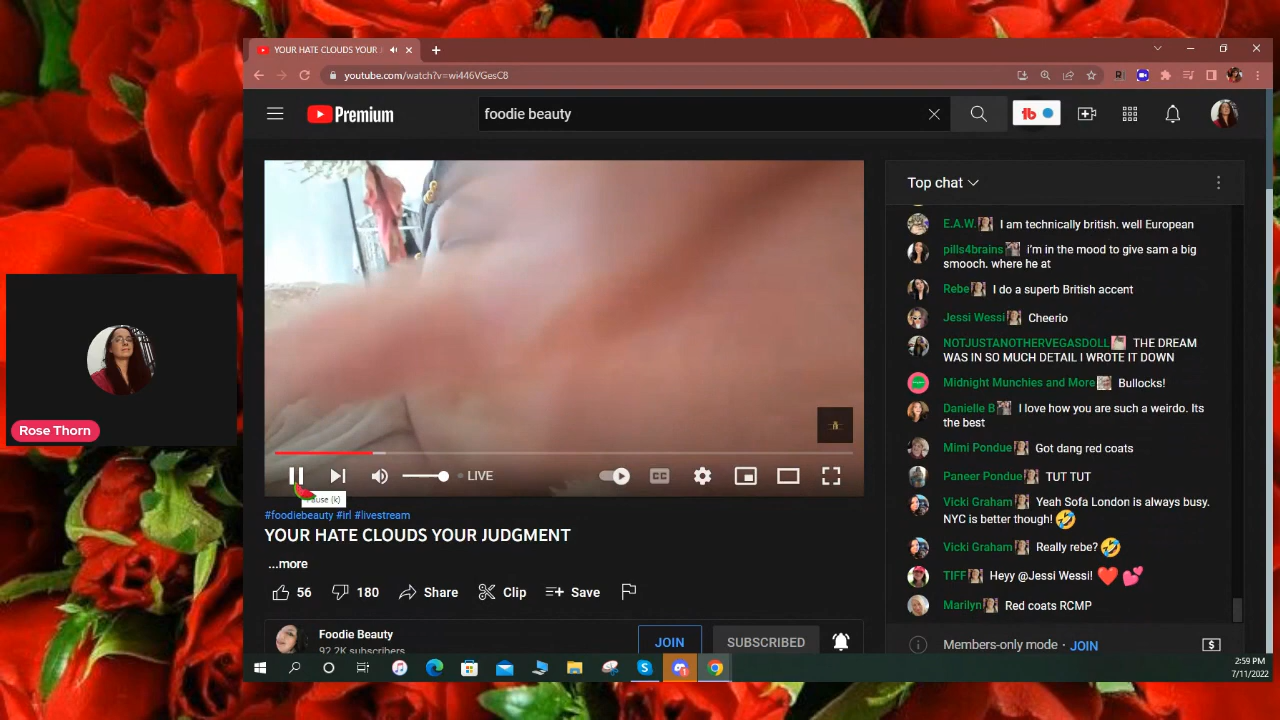 YOUR HATE CLOUDS YOUR J
youtube.com/watch?v=wi446VGesC8
Premium
foodie beauty
tb
Top chat
E.A.W. I am technically british. well European
pills4brains i'm in the mood to give sam a big
smooch. where he at
Rebe I do a superb British accent
Jessi Wessi Cheerio
NOTJUSTANOTHERVEGASDOLL THE DREAM
WAS IN SO MUCH DETAIL I WROTE IT DOWN
Midnight Munchies and More Bullocks!
Danielle B I love how you are such a weirdo. Its
the best
Mimi Pondue Got dang red coats
Paneer Pondue TUT TUT
Vicki Graham Yeah Sofa London is always busy.
NYC is better though! 🤣
Vicki Graham Really rebe? 🤣
TIFF Heyy @Jessi Wessi! ❤️ 💕
Marilyn Red coats RCMP
Members-only mode · JOIN
Rose Thorn
LIVE
CC
Pause (k)
#foodiebeauty #irl #livestream
YOUR HATE CLOUDS YOUR JUDGMENT
...more
56
180
Share
Clip
Save
Foodie Beauty
92.2K subscribers
JOIN
SUBSCRIBED
2:59 PM
7/11/2022